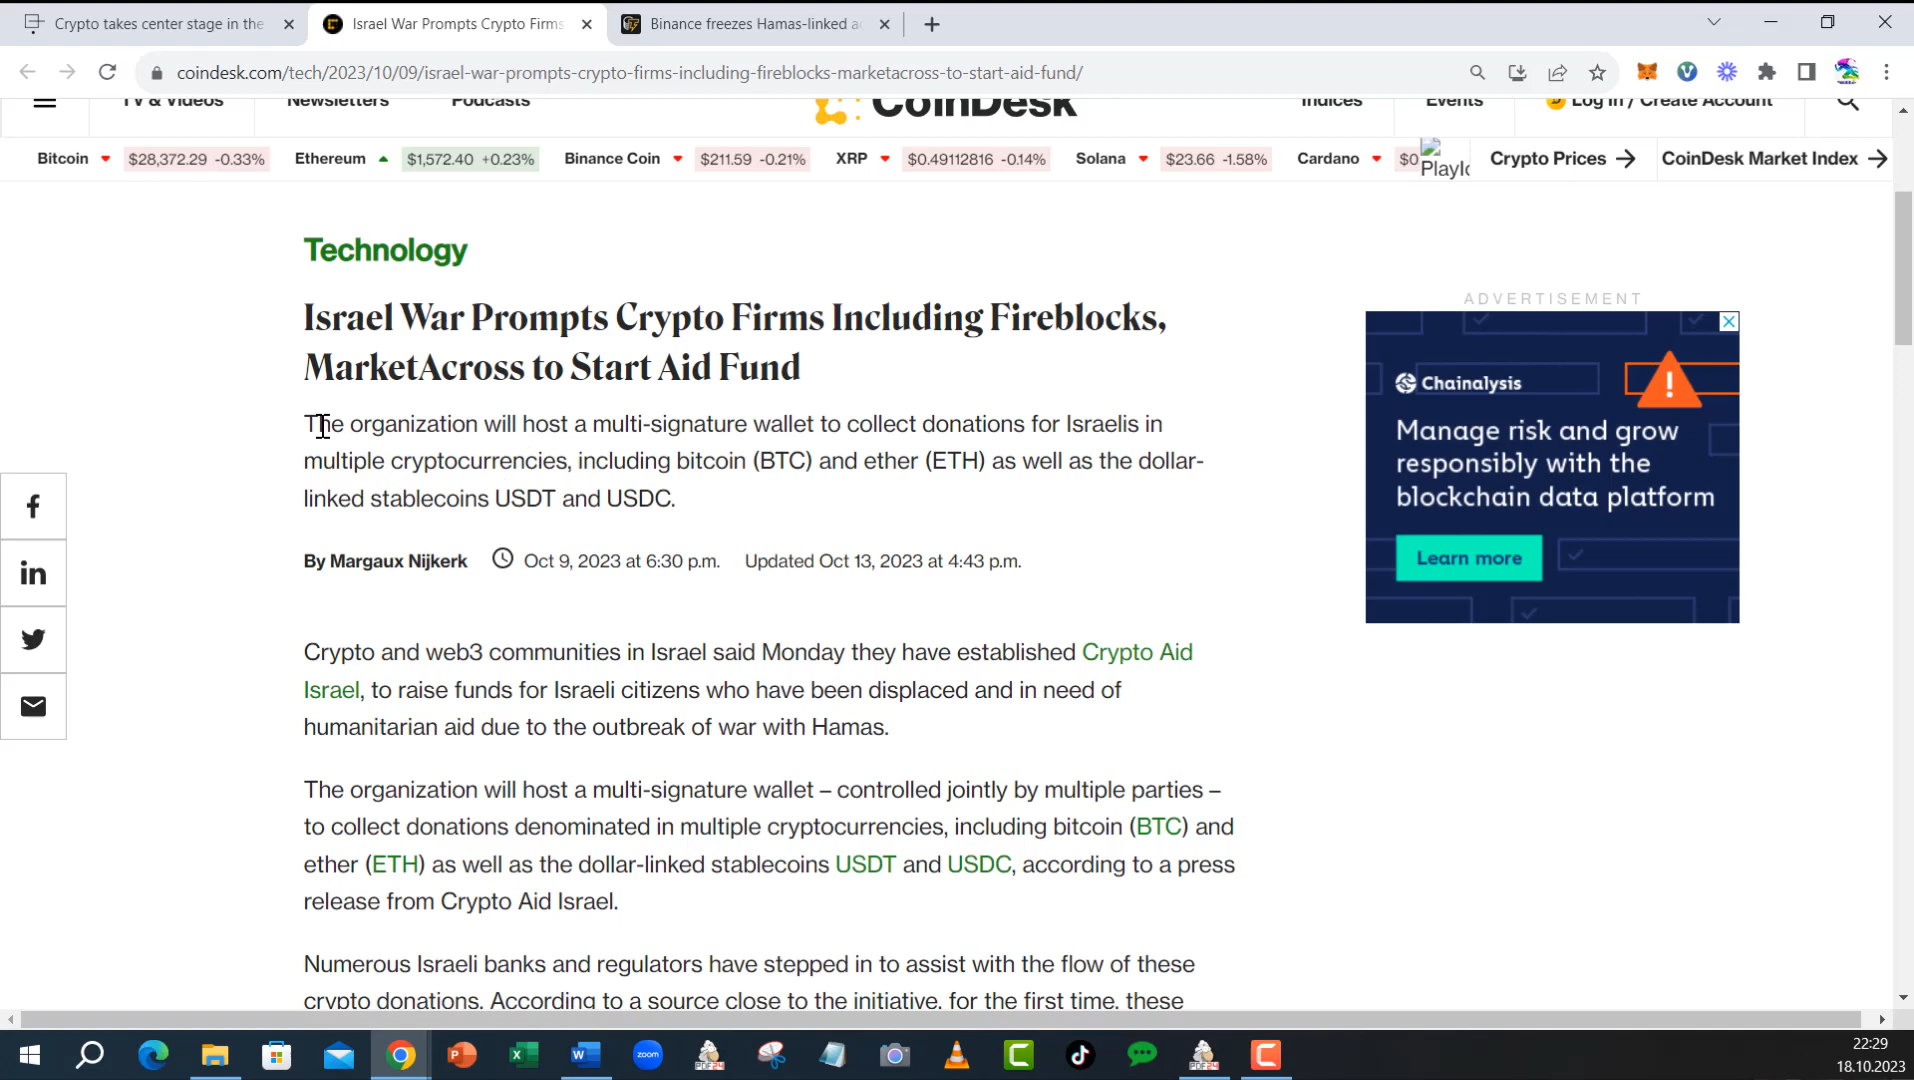 Crypto takes center stage in the
Israel War Prompts Crypto Firms
Binance freezes Hamas-linked ac
coindesk.com/tech/2023/10/09/israel-war-prompts-crypto-firms-including-fireblocks-marketacross-to-start-aid-fund/
TV & Videos Newsletters Podcasts CoinDesk Indices Events Log In / Create Account
Bitcoin $28,372.29 -0.33% Ethereum $1,572.40 +0.23% Binance Coin $211.59 -0.21% XRP $0.49112816 -0.14% Solana $23.66 -1.58% Cardano $0 PlayIc Crypto Prices → CoinDesk Market Index →
Technology
Israel War Prompts Crypto Firms Including Fireblocks,
MarketAcross to Start Aid Fund
The organization will host a multi-signature wallet to collect donations for Israelis in
multiple cryptocurrencies, including bitcoin (BTC) and ether (ETH) as well as the dollar-
linked stablecoins USDT and USDC.
By Margaux Nijkerk Oct 9, 2023 at 6:30 p.m. Updated Oct 13, 2023 at 4:43 p.m.
Crypto and web3 communities in Israel said Monday they have established Crypto Aid
Israel, to raise funds for Israeli citizens who have been displaced and in need of
humanitarian aid due to the outbreak of war with Hamas.
The organization will host a multi-signature wallet – controlled jointly by multiple parties –
to collect donations denominated in multiple cryptocurrencies, including bitcoin (BTC) and
ether (ETH) as well as the dollar-linked stablecoins USDT and USDC, according to a press
release from Crypto Aid Israel.
Numerous Israeli banks and regulators have stepped in to assist with the flow of these
crypto donations. According to a source close to the initiative, for the first time, these
ADVERTISEMENT
Chainalysis
Manage risk and grow
responsibly with the
blockchain data platform
Learn more
zoom
22:29
18.10.2023